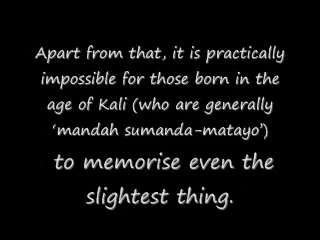 Apart from that, it is practically
impossible for those born in the
age of Kali (who are generally
‘mandah sumanda-matayo’)
to memorise even the
slightest thing.